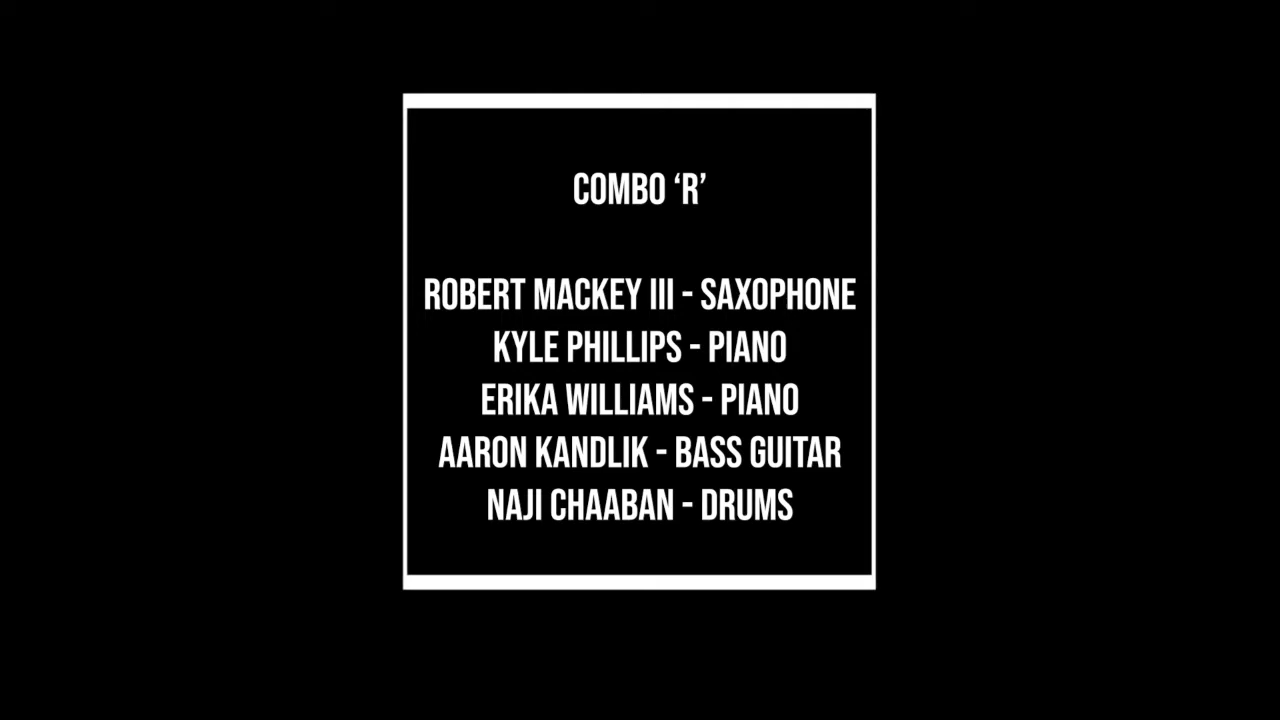 COMBO ‘R’
ROBERT MACKEY III - SAXOPHONE
KYLE PHILLIPS - PIANO
ERIKA WILLIAMS - PIANO
AARON KANDLIK - BASS GUITAR
NAJI CHAABAN - DRUMS